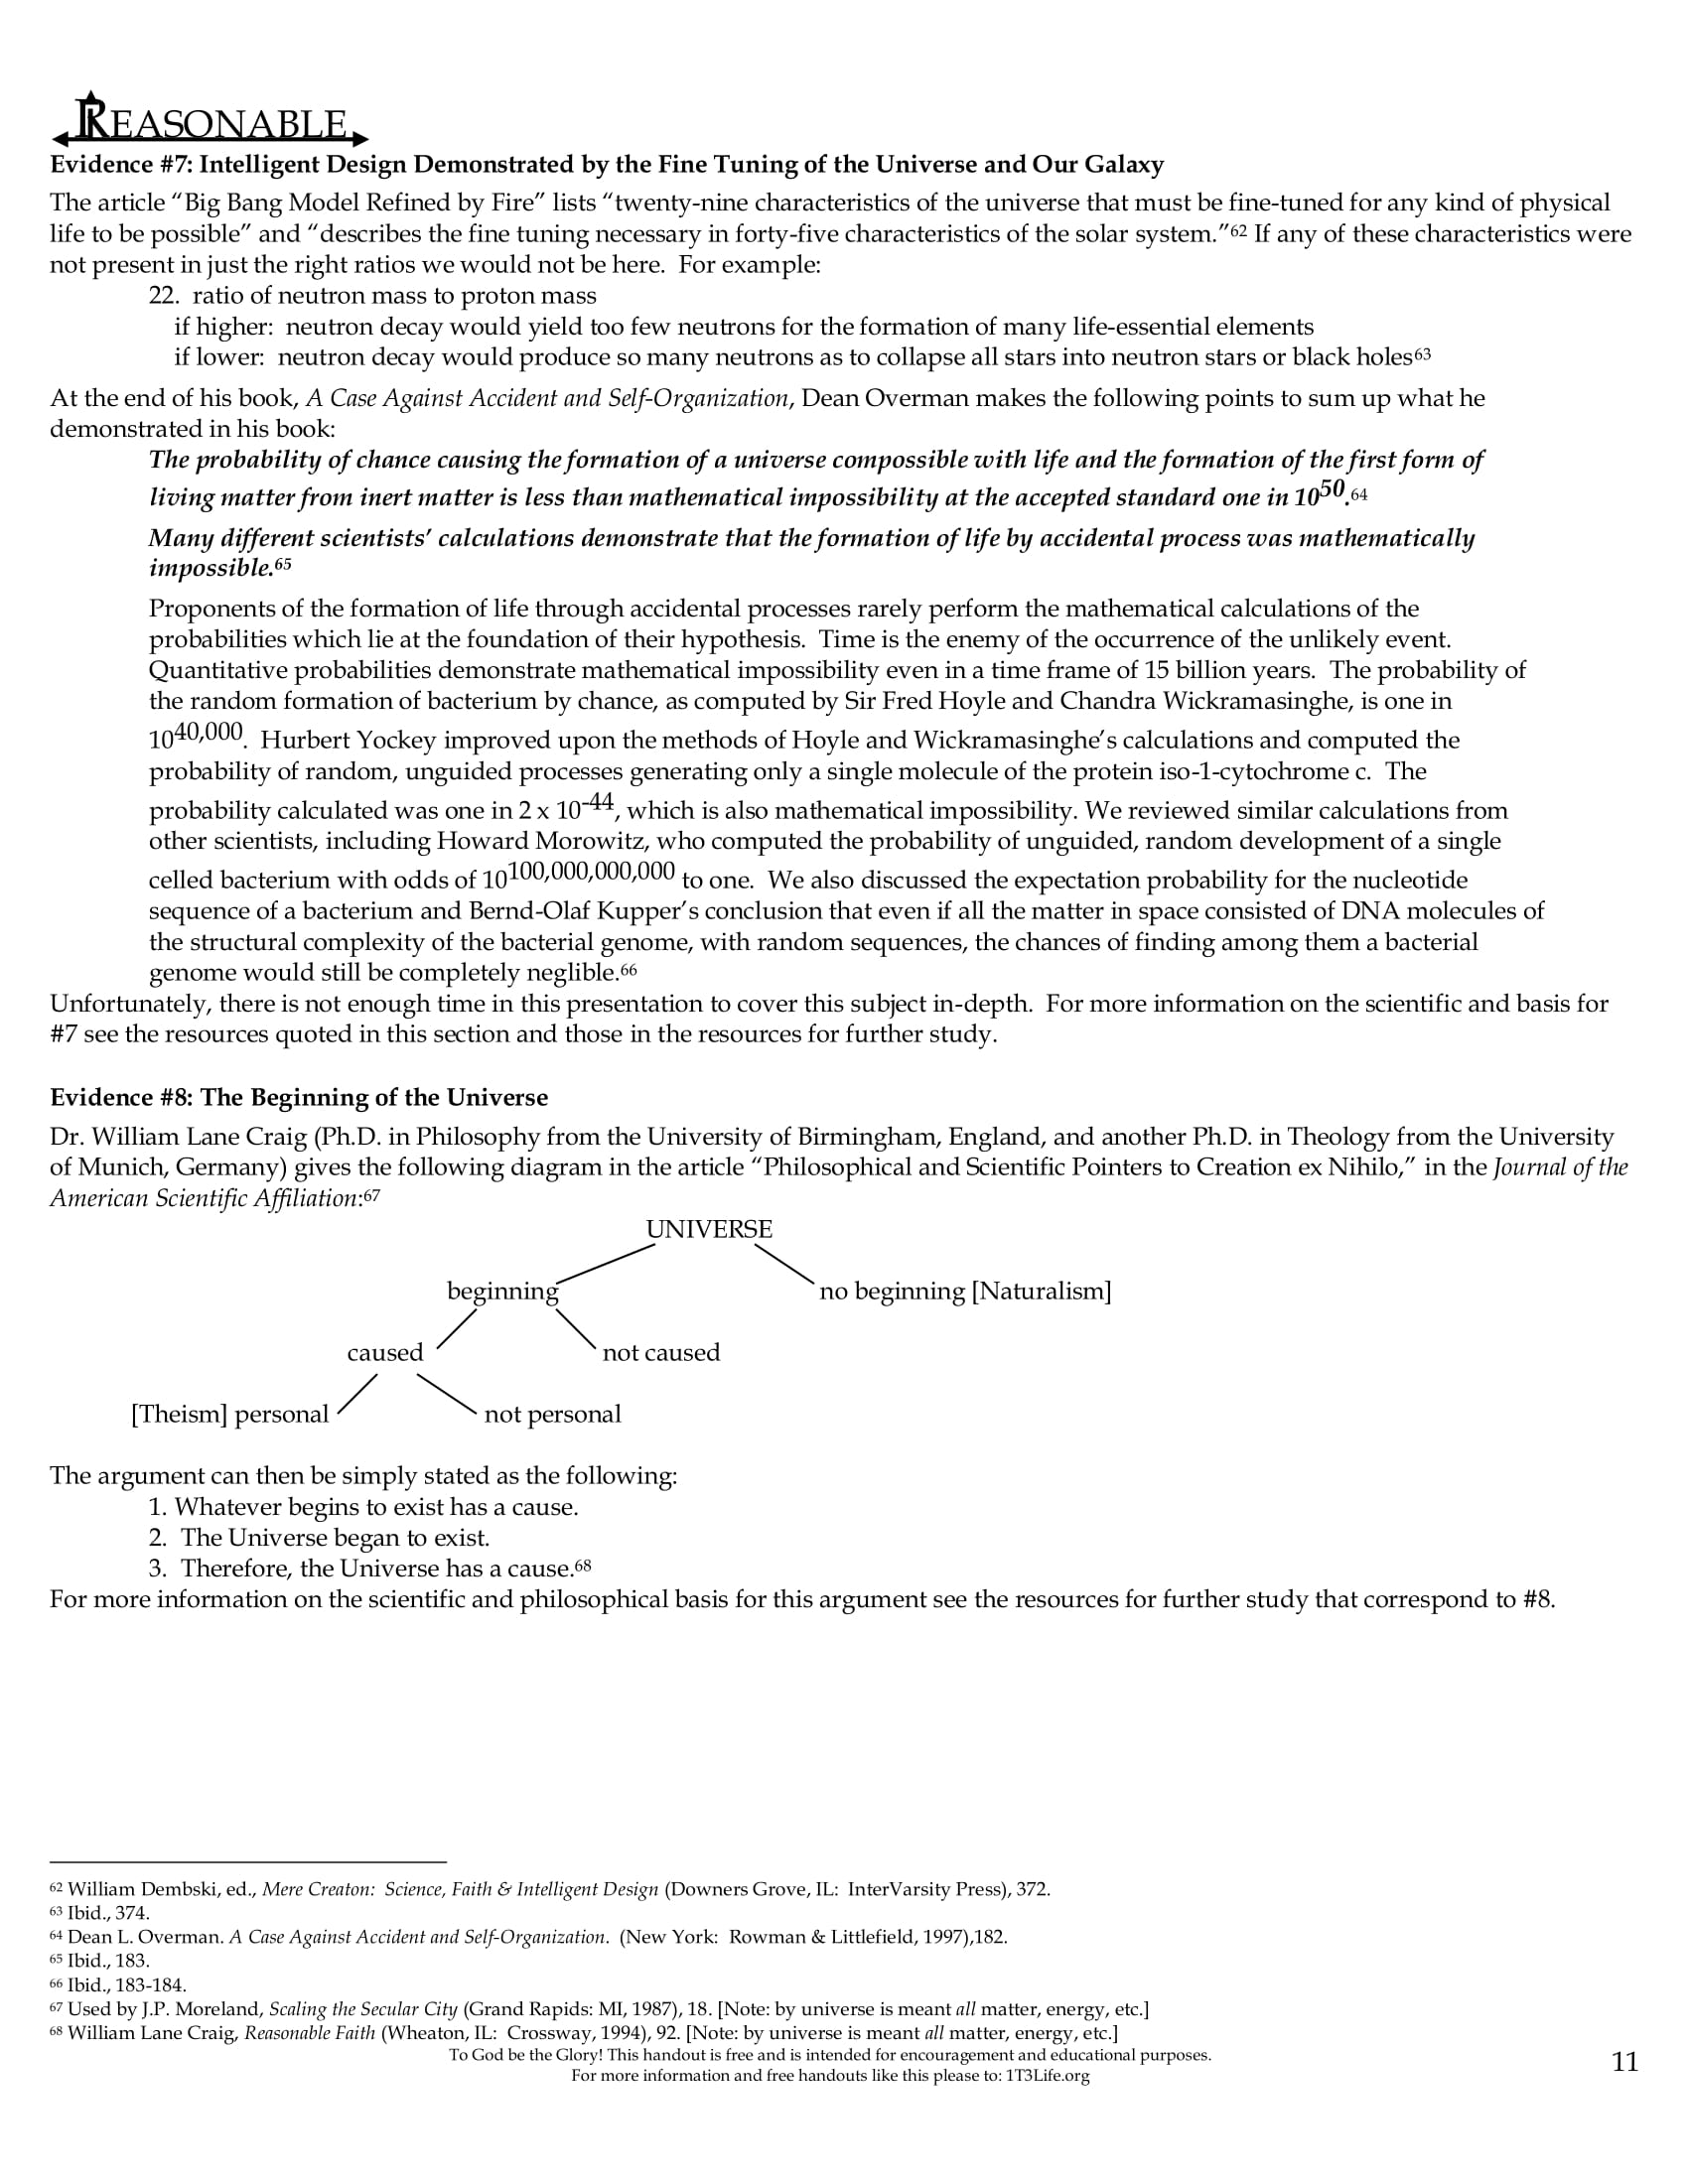 REASONABLE
Evidence #7: Intelligent Design Demonstrated by the Fine Tuning of the Universe and Our Galaxy
The article “Big Bang Model Refined by Fire” lists “twenty-nine characteristics of the universe that must be fine-tuned for any kind of physical
life to be possible” and “describes the fine tuning necessary in forty-five characteristics of the solar system.”62 If any of these characteristics were
not present in just the right ratios we would not be here.  For example:
22.  ratio of neutron mass to proton mass
if higher:  neutron decay would yield too few neutrons for the formation of many life-essential elements
if lower:  neutron decay would produce so many neutrons as to collapse all stars into neutron stars or black holes63
At the end of his book, A Case Against Accident and Self-Organization, Dean Overman makes the following points to sum up what he
demonstrated in his book:
The probability of chance causing the formation of a universe compossible with life and the formation of the first form of
living matter from inert matter is less than mathematical impossibility at the accepted standard one in 10^50.64
Many different scientists’ calculations demonstrate that the formation of life by accidental process was mathematically
impossible.65
Proponents of the formation of life through accidental processes rarely perform the mathematical calculations of the
probabilities which lie at the foundation of their hypothesis.  Time is the enemy of the occurrence of the unlikely event.
Quantitative probabilities demonstrate mathematical impossibility even in a time frame of 15 billion years.  The probability of
the random formation of bacterium by chance, as computed by Sir Fred Hoyle and Chandra Wickramasinghe, is one in
10^40,000.  Hurbert Yockey improved upon the methods of Hoyle and Wickramasinghe’s calculations and computed the
probability of random, unguided processes generating only a single molecule of the protein iso-1-cytochrome c.  The
probability calculated was one in 2 x 10^-44, which is also mathematical impossibility. We reviewed similar calculations from
other scientists, including Howard Morowitz, who computed the probability of unguided, random development of a single
celled bacterium with odds of 10^100,000,000,000 to one.  We also discussed the expectation probability for the nucleotide
sequence of a bacterium and Bernd-Olaf Kupper’s conclusion that even if all the matter in space consisted of DNA molecules of
the structural complexity of the bacterial genome, with random sequences, the chances of finding among them a bacterial
genome would still be completely neglible.66
Unfortunately, there is not enough time in this presentation to cover this subject in-depth.  For more information on the scientific and basis for
#7 see the resources quoted in this section and those in the resources for further study.
Evidence #8: The Beginning of the Universe
Dr. William Lane Craig (Ph.D. in Philosophy from the University of Birmingham, England, and another Ph.D. in Theology from the University
of Munich, Germany) gives the following diagram in the article “Philosophical and Scientific Pointers to Creation ex Nihilo,” in the Journal of the
American Scientific Affiliation:67
UNIVERSE
beginning no beginning [Naturalism]
caused not caused
[Theism] personal not personal
The argument can then be simply stated as the following:
1. Whatever begins to exist has a cause.
2.  The Universe began to exist.
3.  Therefore, the Universe has a cause.68
For more information on the scientific and philosophical basis for this argument see the resources for further study that correspond to #8.
62 William Dembski, ed., Mere Creaton:  Science, Faith & Intelligent Design (Downers Grove, IL:  InterVarsity Press), 372.
63 Ibid., 374.
64 Dean L. Overman. A Case Against Accident and Self-Organization.  (New York:  Rowman & Littlefield, 1997),182.
65 Ibid., 183.
66 Ibid., 183-184.
67 Used by J.P. Moreland, Scaling the Secular City (Grand Rapids: MI, 1987), 18. [Note: by universe is meant all matter, energy, etc.]
68 William Lane Craig, Reasonable Faith (Wheaton, IL:  Crossway, 1994), 92. [Note: by universe is meant all matter, energy, etc.]
To God be the Glory! This handout is free and is intended for encouragement and educational purposes.
For more information and free handouts like this please to: 1T3Life.org
11